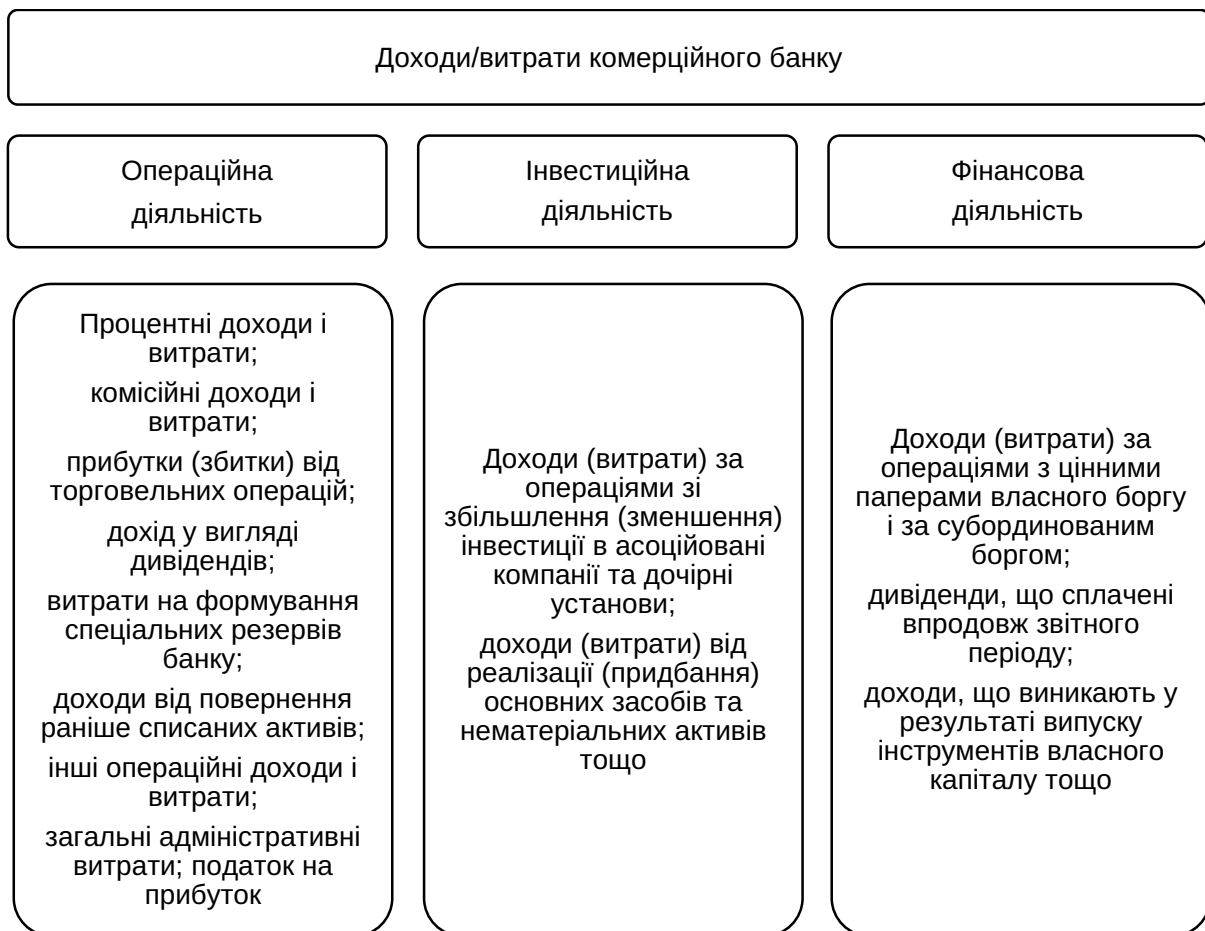 Доходи/витрати комерційного банку
Операційна
діяльність
Інвестиційна
діяльність
Фінансова
діяльність
Процентні доходи і
витрати;
комісійні доходи і
витрати;
прибутки (збитки) від
торговельних операцій;
дохід у вигляді
дивідендів;
витрати на формування
спеціальних резервів
банку;
доходи від повернення
раніше списаних активів;
інші операційні доходи і
витрати;
загальні адміністративні
витрати; податок на
прибуток
Доходи (витрати) за
операціями зі
збільшлення (зменшення)
інвестиції в асоційовані
компанії та дочірні
установи;
доходи (витрати) від
реалізації (придбання)
основних засобів та
нематеріальних активів
тощо
Доходи (витрати) за
операціями з цінними
паперами власного боргу
і за субординованим
боргом;
дивіденди, що сплачені
впродовж звітного
періоду;
доходи, що виникають у
результаті випуску
інструментів власного
капіталу тощо